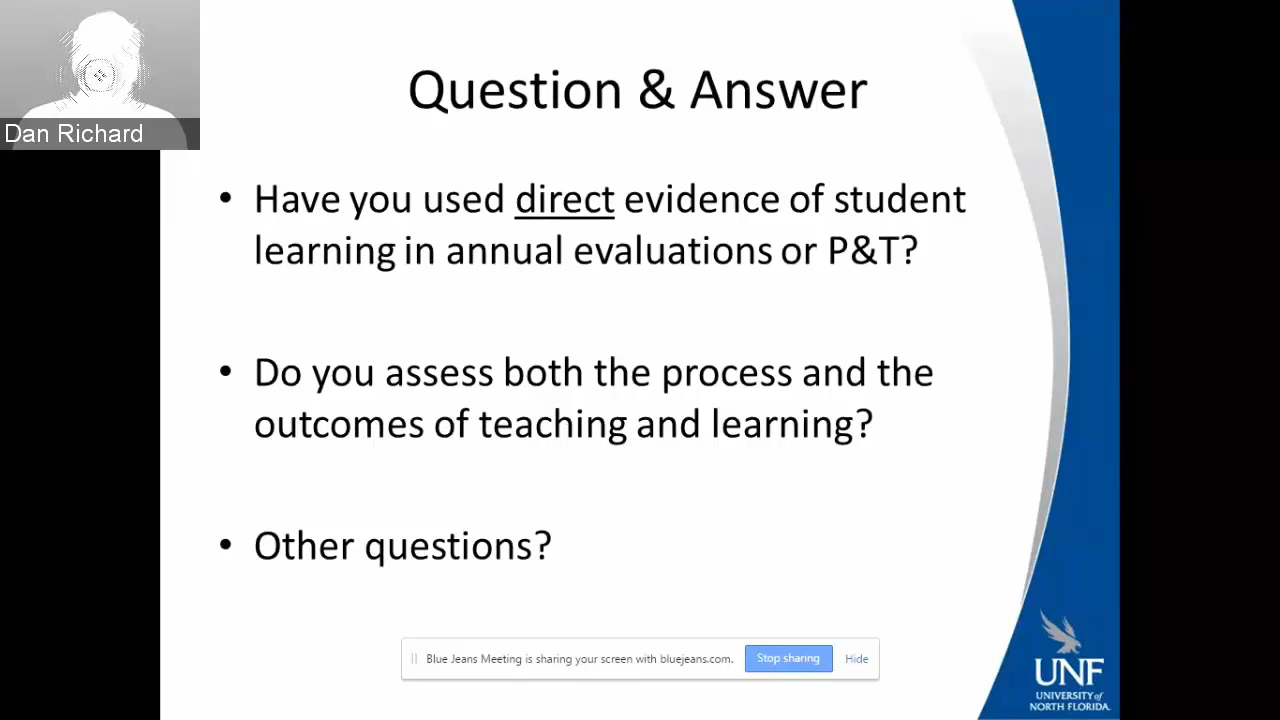 Dan Richard
Question & Answer
• Have you used direct evidence of student
learning in annual evaluations or P&T?
• Do you assess both the process and the
outcomes of teaching and learning?
• Other questions?
Blue Jeans Meeting is sharing your screen with bluejeans.com.
Stop sharing
Hide
UNF
UNIVERSITY of
NORTH FLORIDA.